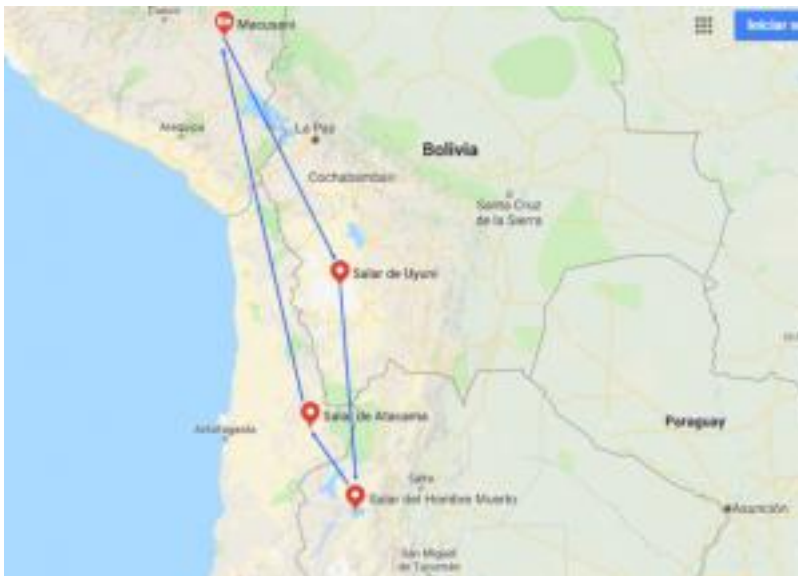 Cusco
Macusani
Iniciar s
Arequipa
La Paz
Bolivia
Cochabamba
Santa Cruz
de la Sierra
Salar de Uyuni
Salar de Atacama
Antofagasta
Paraguay
Salta
Salar del Hombre Muerto
Asunción
San Miguel
de Tucumán